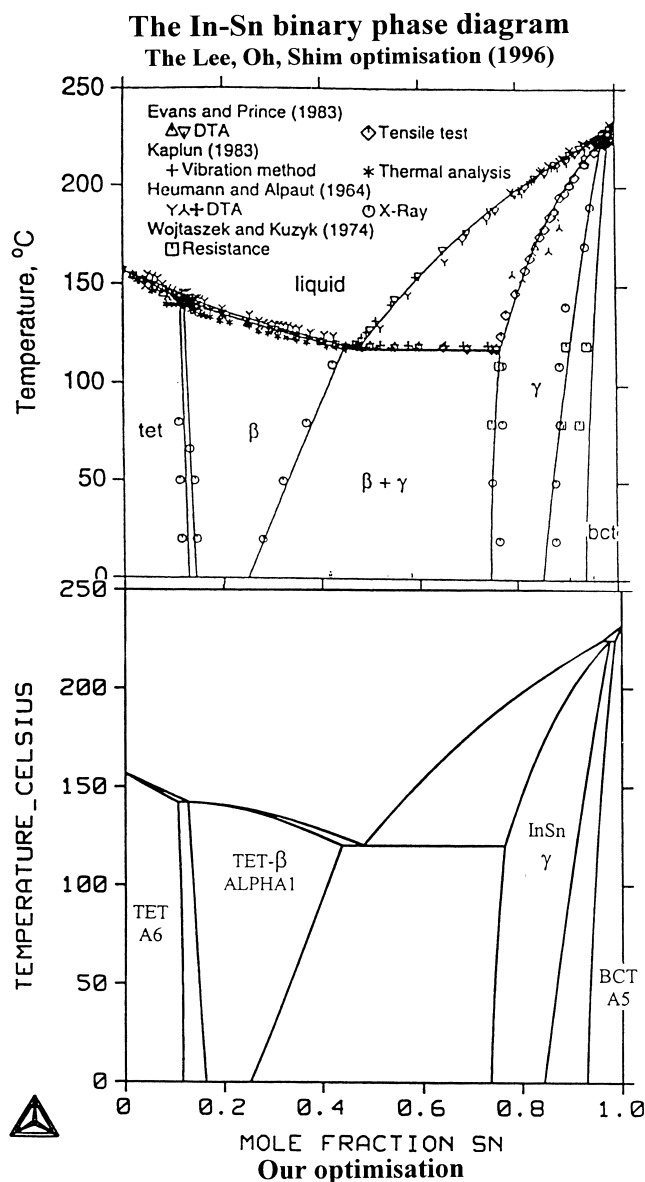 The In-Sn binary phase diagram
The Lee, Oh, Shim optimisation (1996)
250
Evans and Prince (1983)
DTA
Tensile test
Kaplun (1983)
Vibration method
Thermal analysis
Heumann and Alpaut (1964)
DTA
X-Ray
Wojtaszek and Kuzyk (1974)
Resistance
200
150
100
50
0
Temperature, °C
liquid
tet
β
β + γ
γ
bct
250
200
150
100
50
0
TEMPERATURE_CELSIUS
InSn
γ
TET-β
ALPHA1
TET
A6
BCT
A5
0 0.2 0.4 0.6 0.8 1.0
MOLE FRACTION SN
Our optimisation